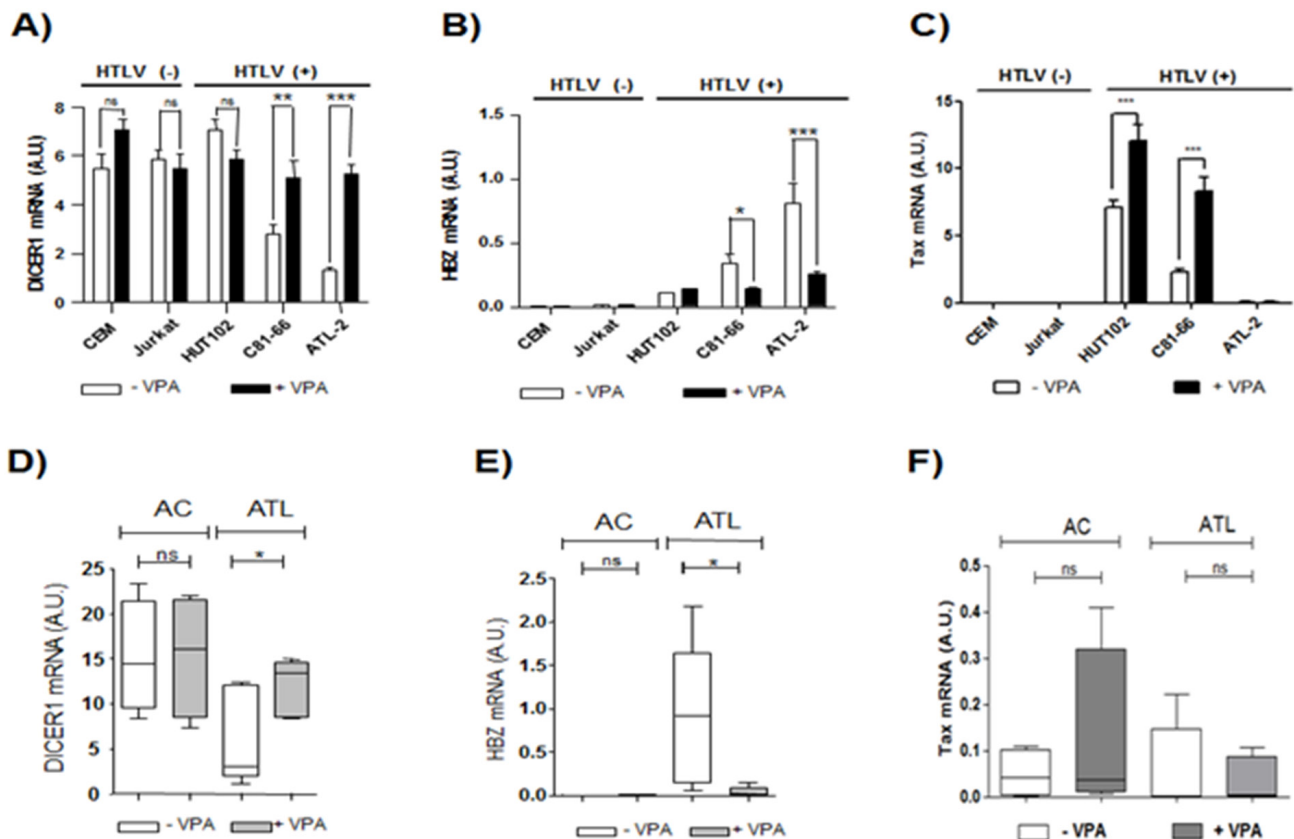 A)
HTLV (-) HTLV (+)
ns ns ns ** ***
DICER1 mRNA (A.U.)
8
6
4
2
0
CEM Jurkat HUT102 C81-66 ATL-2
- VPA + VPA
B)
HTLV (-) HTLV (+)
* ***
HBZ mRNA (A.U.)
1.5
1.0
0.5
0.0
CEM Jurkat HUT102 C81-66 ATL-2
- VPA + VPA
C)
HTLV (-) HTLV (+)
*** ***
Tax mRNA (A.U.)
15
10
5
0
CEM Jurkat HUT102 C81-66 ATL-2
- VPA + VPA
D)
AC ATL
ns *
DICER1 mRNA (A.U.)
25
20
15
10
5
0
- VPA + VPA
E)
AC ATL
ns *
HBZ mRNA (A.U.)
2.5
2.0
1.5
1.0
0.5
0.0
- VPA + VPA
F)
AC ATL
ns ns
Tax mRNA (A.U.)
0.5
0.4
0.3
0.2
0.1
0.0
- VPA + VPA